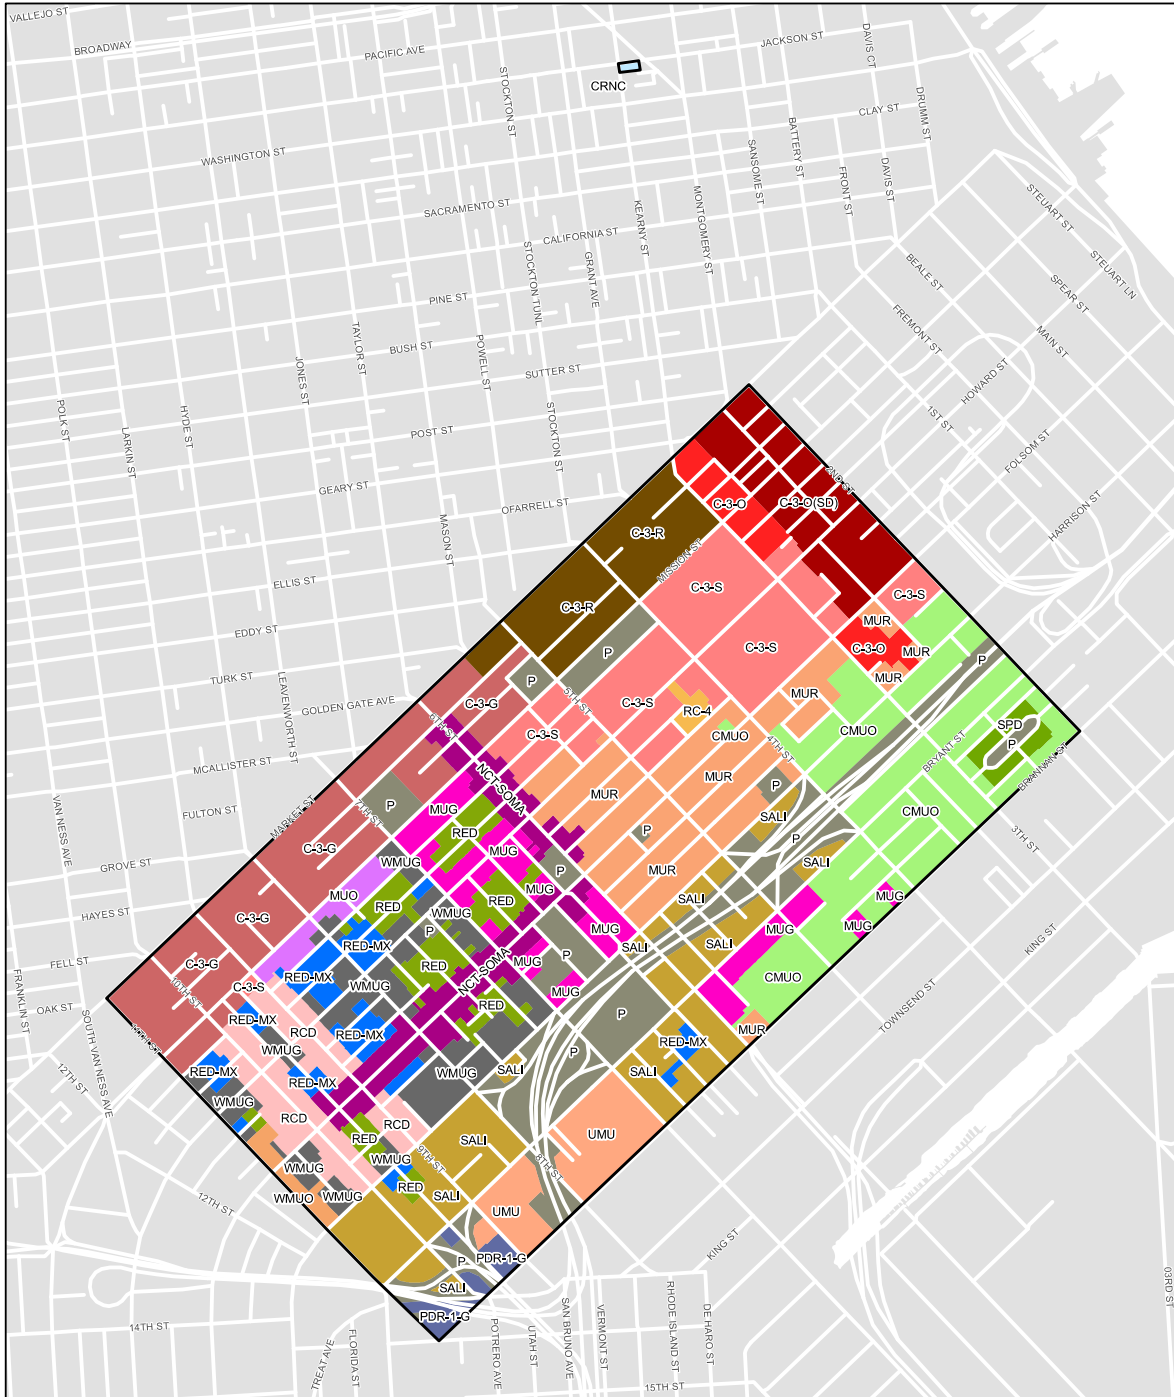 VALLEJO ST
BROADWAY
PACIFIC AVE
JACKSON ST
DAVIS CT
CRNC
STOCKTON ST
CLAY ST
DRUMM ST
BATTERY ST
SANSOME ST
WASHINGTON ST
FRONT ST
DAVIS ST
SACRAMENTO ST
KEARNY ST
MONTGOMERY ST
STEUART ST
CALIFORNIA ST
STOCKTON TUNL
GRANT AVE
BEALE ST
STEUART LN
SPEAR ST
PINE ST
FREMONT ST
MAIN ST
TAYLOR ST
BUSH ST
POWELL ST
SUTTER ST
HOWARD ST
JONES ST
POLK ST
HYDE ST
LARKIN ST
POST ST
STOCKTON ST
1ST ST
FOLSOM ST
GEARY ST
MASON ST
OFARRELL ST
2ND ST
HARRISON ST
C-3-O
C-3-O(SD)
C-3-R
MISSION ST
ELLIS ST
C-3-S
C-3-S
C-3-R
EDDY ST
MUR
C-3-O
MUR
P
C-3-S
P
TURK ST
LEAVENWORTH ST
P
MUR
GOLDEN GATE AVE
C-3-G
5TH ST
C-3-S
RC-4
MUR
6TH ST
C-3-S
CMUO
CMUO
SPD
P
4TH ST
BRYANT ST
BRANNAN ST
MCALLISTER ST
NCT-SOMA
MUR
MUR
P
FULTON ST
MARKET ST
7TH ST
P
MUG
SALI
CMUO
VAN NESS AVE
RED
P
P
3TH ST
C-3-G
MUG
GROVE ST
WMUG
MUR
SALI
MUO
MUG
P
RED
SALI
MUG
HAYES ST
C-3-G
RED
WMUG
P
MUG
MUG
MUG
RED-MX
SALI
SALI
KING ST
FELL ST
C-3-G
RED
MUG
P
FRANKLIN ST
OAK ST
10TH ST
C-3-S
RED-MX
WMUG
NCT-SOMA
MUG
CMUO
TOWNSEND ST
SOUTH VAN NESS AVE
11TH ST
RED-MX
RCD
RED-MX
RED
P
MUR
WMUG
P
RED-MX
12TH ST
RED-MX
RED-MX
WMUG
SALI
SALI
WMUG
RCD
RCD
UMU
RED
WMUG
9TH ST
SALI
8TH ST
WMUG
RED
SALI
WMUO
WMUG
12TH ST
UMU
KING ST
P
PDR-1-G
SALI
PDR-1-G
14TH ST
TREAT AVE
FLORIDA ST
POTRERO AVE
UTAH ST
SAN BRUNO AVE
VERMONT ST
RHODE ISLAND ST
DE HARO ST
03RD ST
15TH ST